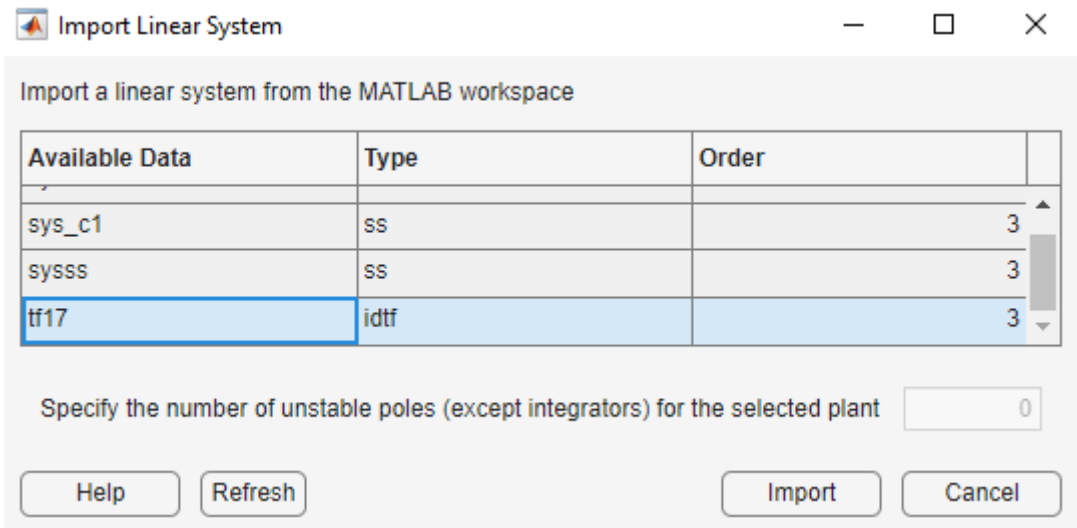 Import Linear System
Import a linear system from the MATLAB workspace
Available Data Type Order
sys_c1 ss 3
sysss ss 3
tf17 idtf 3
Specify the number of unstable poles (except integrators) for the selected plant 0
Help Refresh Import Cancel